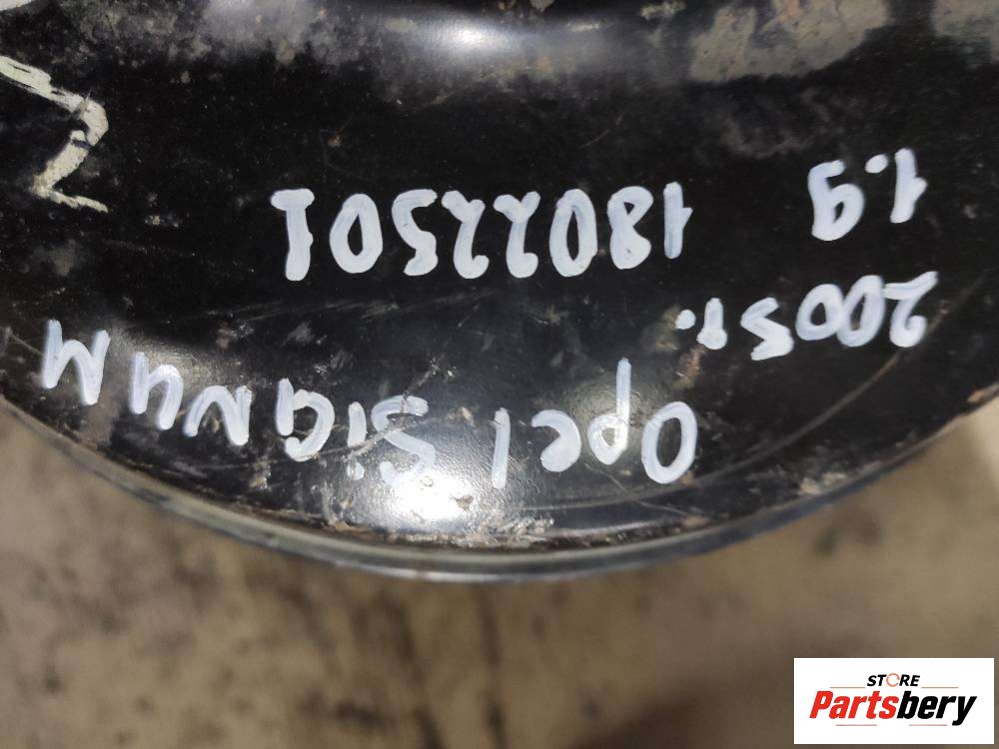 Opel SIGNUM
2005г.
1.9 18022501
STORE
Partsbery